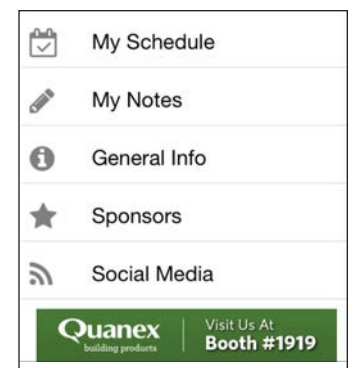 My Schedule
My Notes
General Info
Sponsors
Social Media
Quanex
building products
Visit Us At
Booth #1919